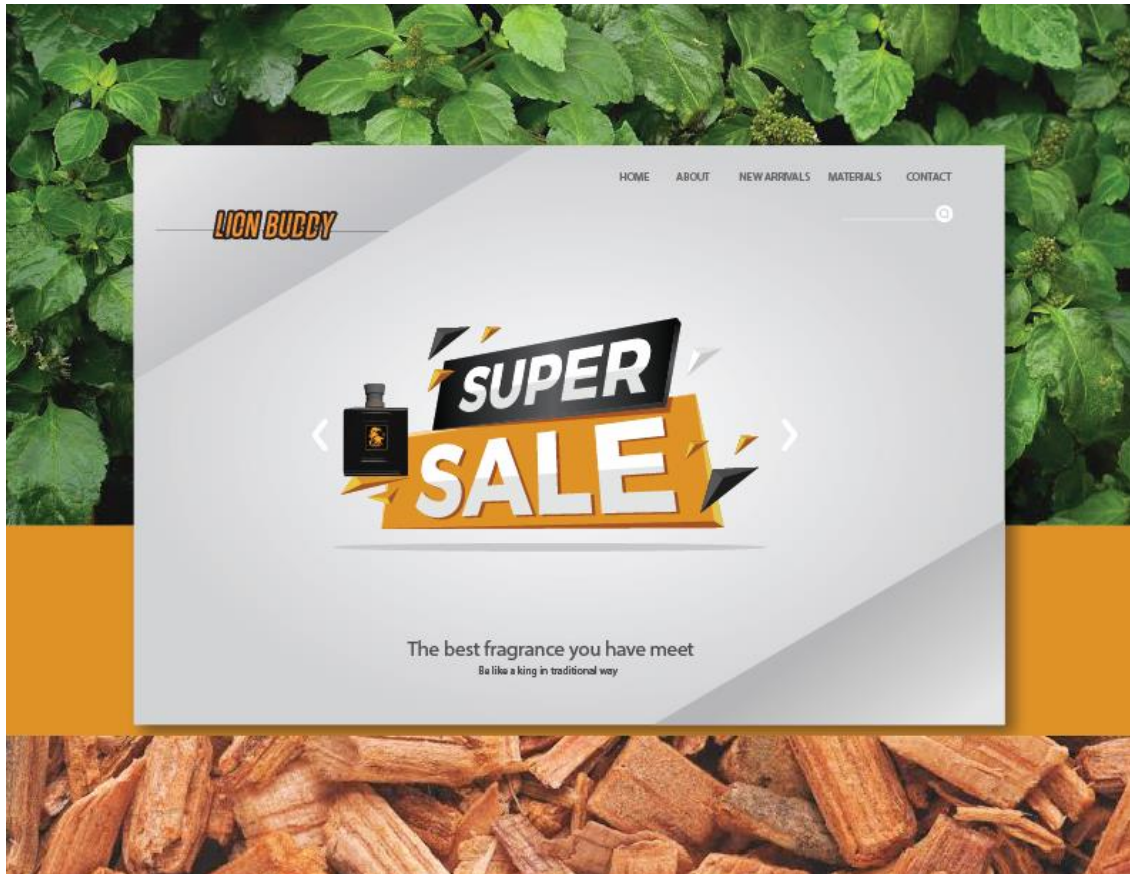 HOME ABOUT NEW ARRIVALS MATERIALS CONTACT
LION BUDDY
SUPER
SALE
The best fragrance you have meet
Be like a king in traditional way